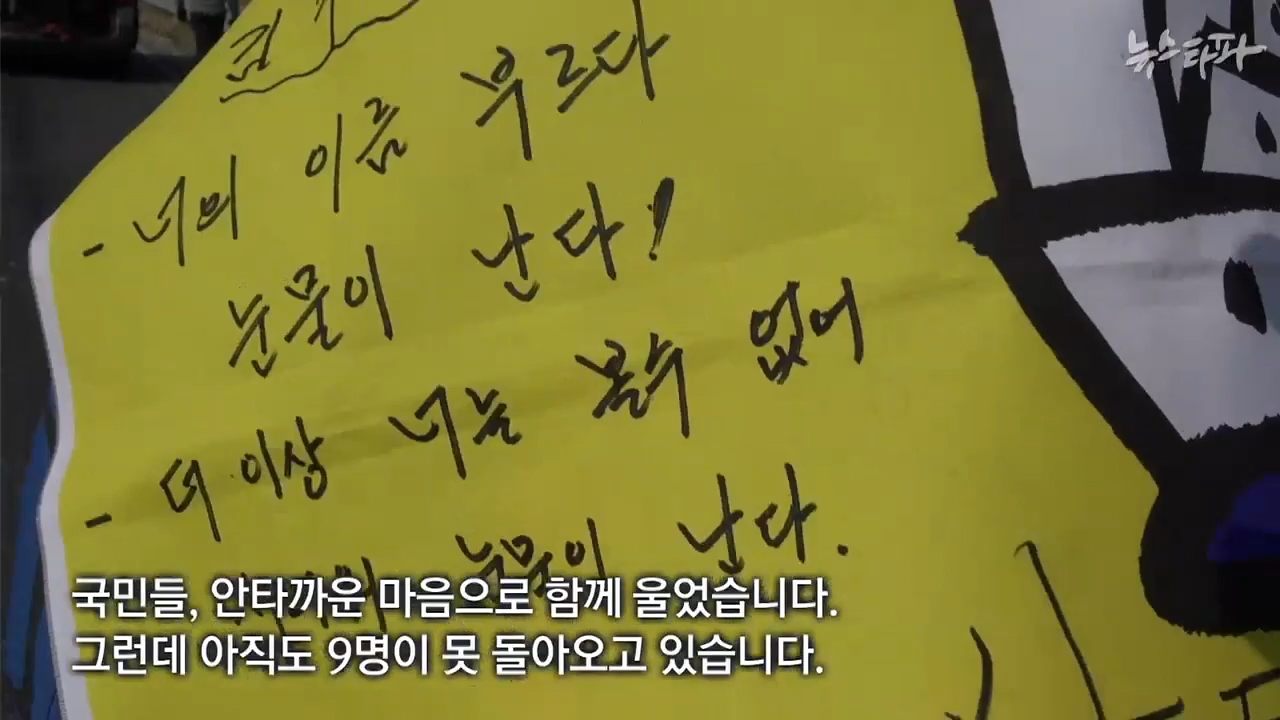 뉴스타파
- 너의 이름 부르다
눈물이 난다!
- 더 이상 너는 볼수 없어
눈물이 난다.
국민들, 안타까운 마음으로 함께 울었습니다.
그런데 아직도 9명이 못 돌아오고 있습니다.